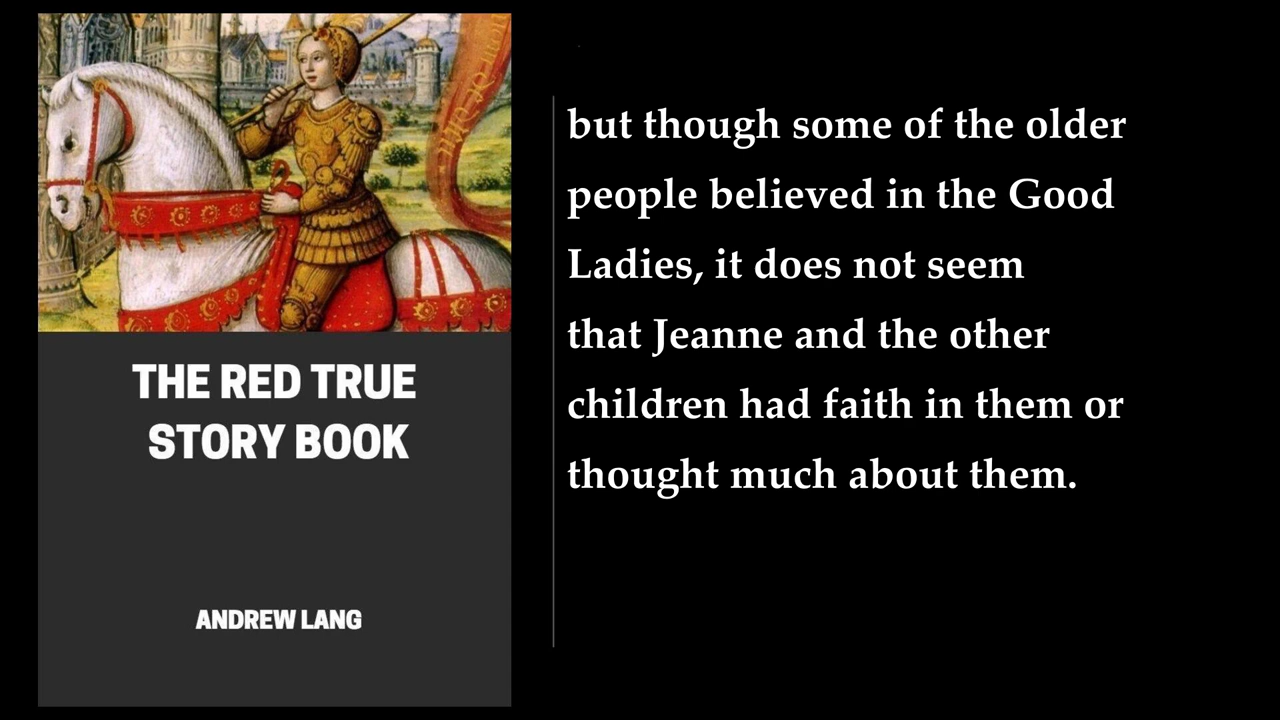 THE RED TRUE
STORY BOOK
ANDREW LANG
but though some of the older
people believed in the Good
Ladies, it does not seem
that Jeanne and the other
children had faith in them or
thought much about them.